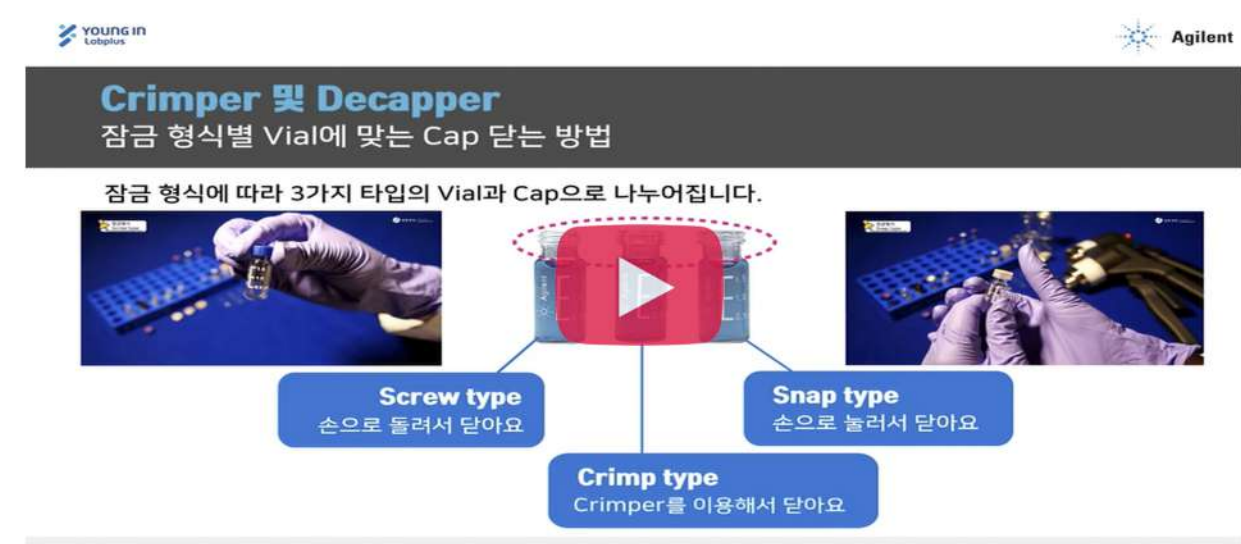 YOUNG IN
Labplus
Agilent
Crimper 및 Decapper
잠금 형식별 Vial에 맞는 Cap 닫는 방법
잠금 형식에 따라 3가지 타입의 Vial과 Cap으로 나누어집니다.
Screw type
손으로 돌려서 닫아요
Snap type
손으로 눌러서 닫아요
Crimp type
Crimper를 이용해서 닫아요